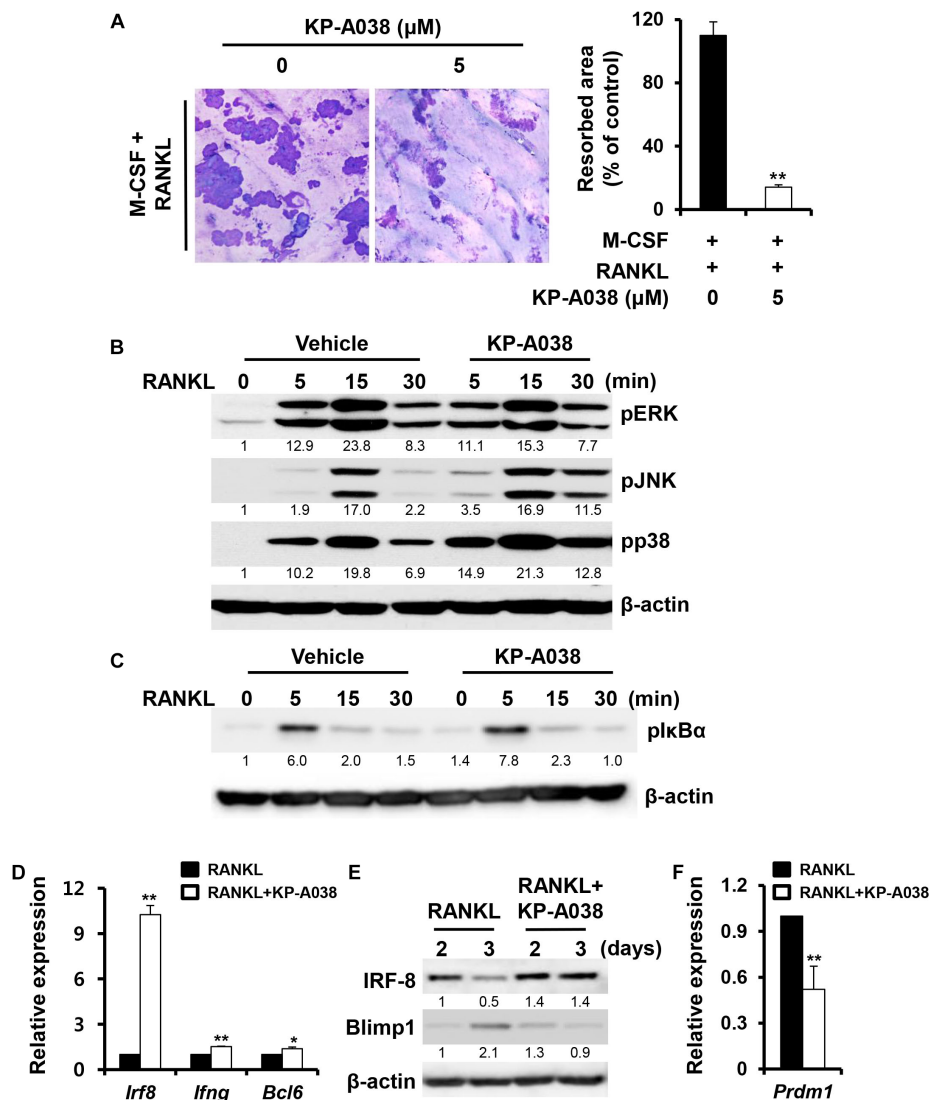 A
KP-A038 (μM)
0 5
M-CSF +
RANKL
Resorbed area
(% of control)
120
80
40
0
**
M-CSF + +
RANKL + +
KP-A038 (μM) 0 5
B
Vehicle KP-A038
RANKL 0 5 15 30 5 15 30 (min)
pERK
1 12.9 23.8 8.3 11.1 15.3 7.7
pJNK
1 1.9 17.0 2.2 3.5 16.9 11.5
pp38
1 10.2 19.8 6.9 14.9 21.3 12.8
β-actin
C
Vehicle KP-A038
RANKL 0 5 15 30 0 5 15 30 (min)
pIκBα
1 6.0 2.0 1.5 1.4 7.8 2.3 1.0
β-actin
D
RANKL
RANKL+KP-A038
Relative expression
12
9
6
3
0
**
**
*
Irf8 Ifng Bcl6
E
RANKL RANKL+
KP-A038
2 3 2 3 (days)
IRF-8
1 0.5 1.4 1.4
Blimp1
1 2.1 1.3 0.9
β-actin
F
RANKL
RANKL+KP-A038
Relative expression
1.2
0.9
0.6
0.3
0
**
Prdm1